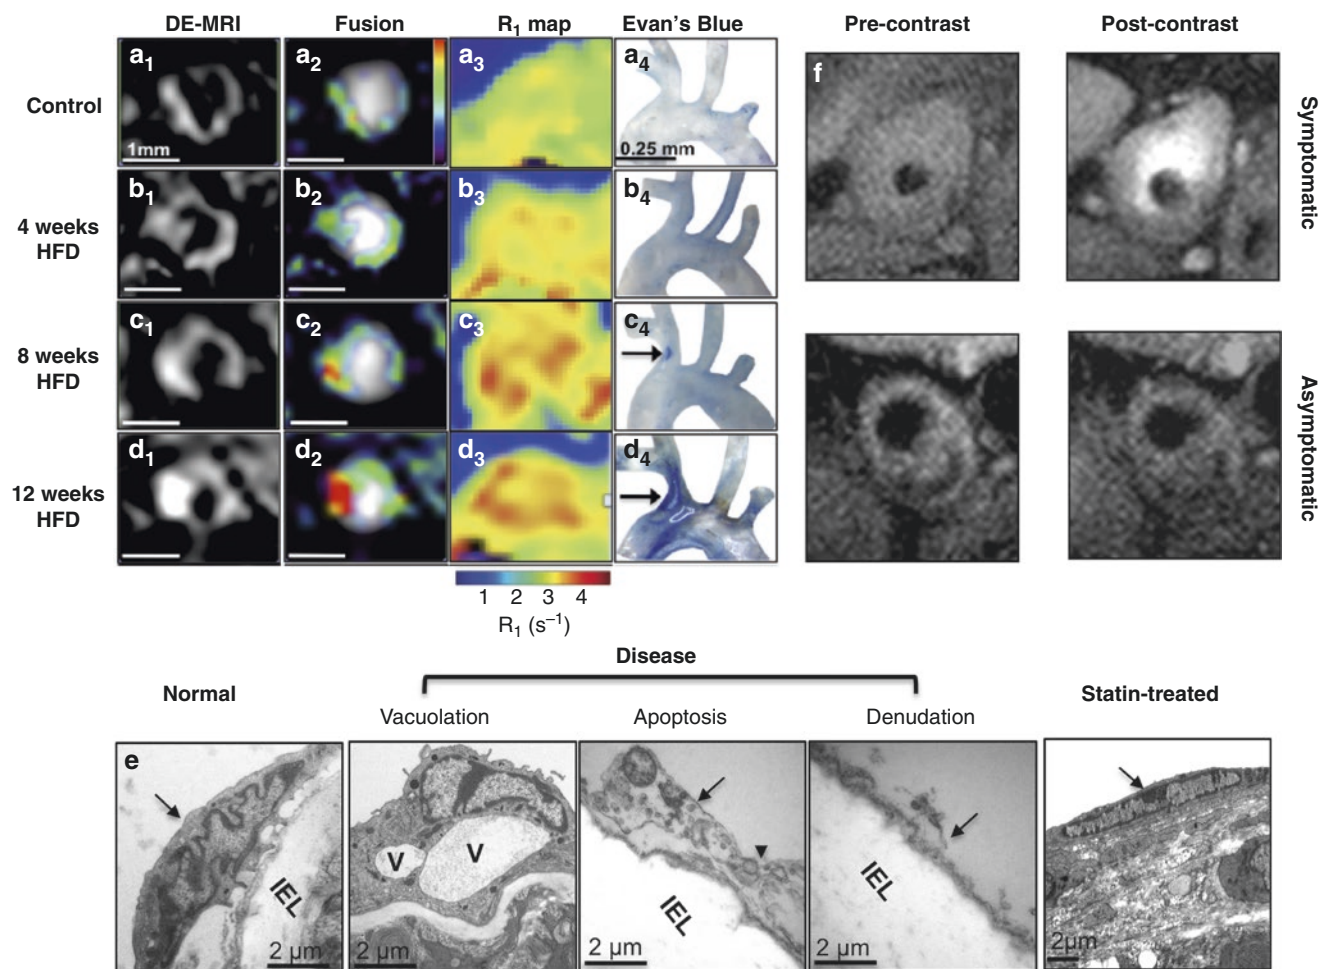 DE-MRI Fusion R₁ map Evan's Blue Pre-contrast Post-contrast
Control a₁ a₂ a₃ a₄ f Symptomatic
1mm 0.25 mm
4 weeks HFD b₁ b₂ b₃ b₄
8 weeks HFD c₁ c₂ c₃ c₄ Asymptomatic
12 weeks HFD d₁ d₂ d₃ d₄
1 2 3 4
R₁ (s⁻¹)
Disease
Normal Statin-treated
Vacuolation Apoptosis Denudation
e
V V
IEL IEL IEL
2 μm 2 μm 2 μm 2 μm 2μm